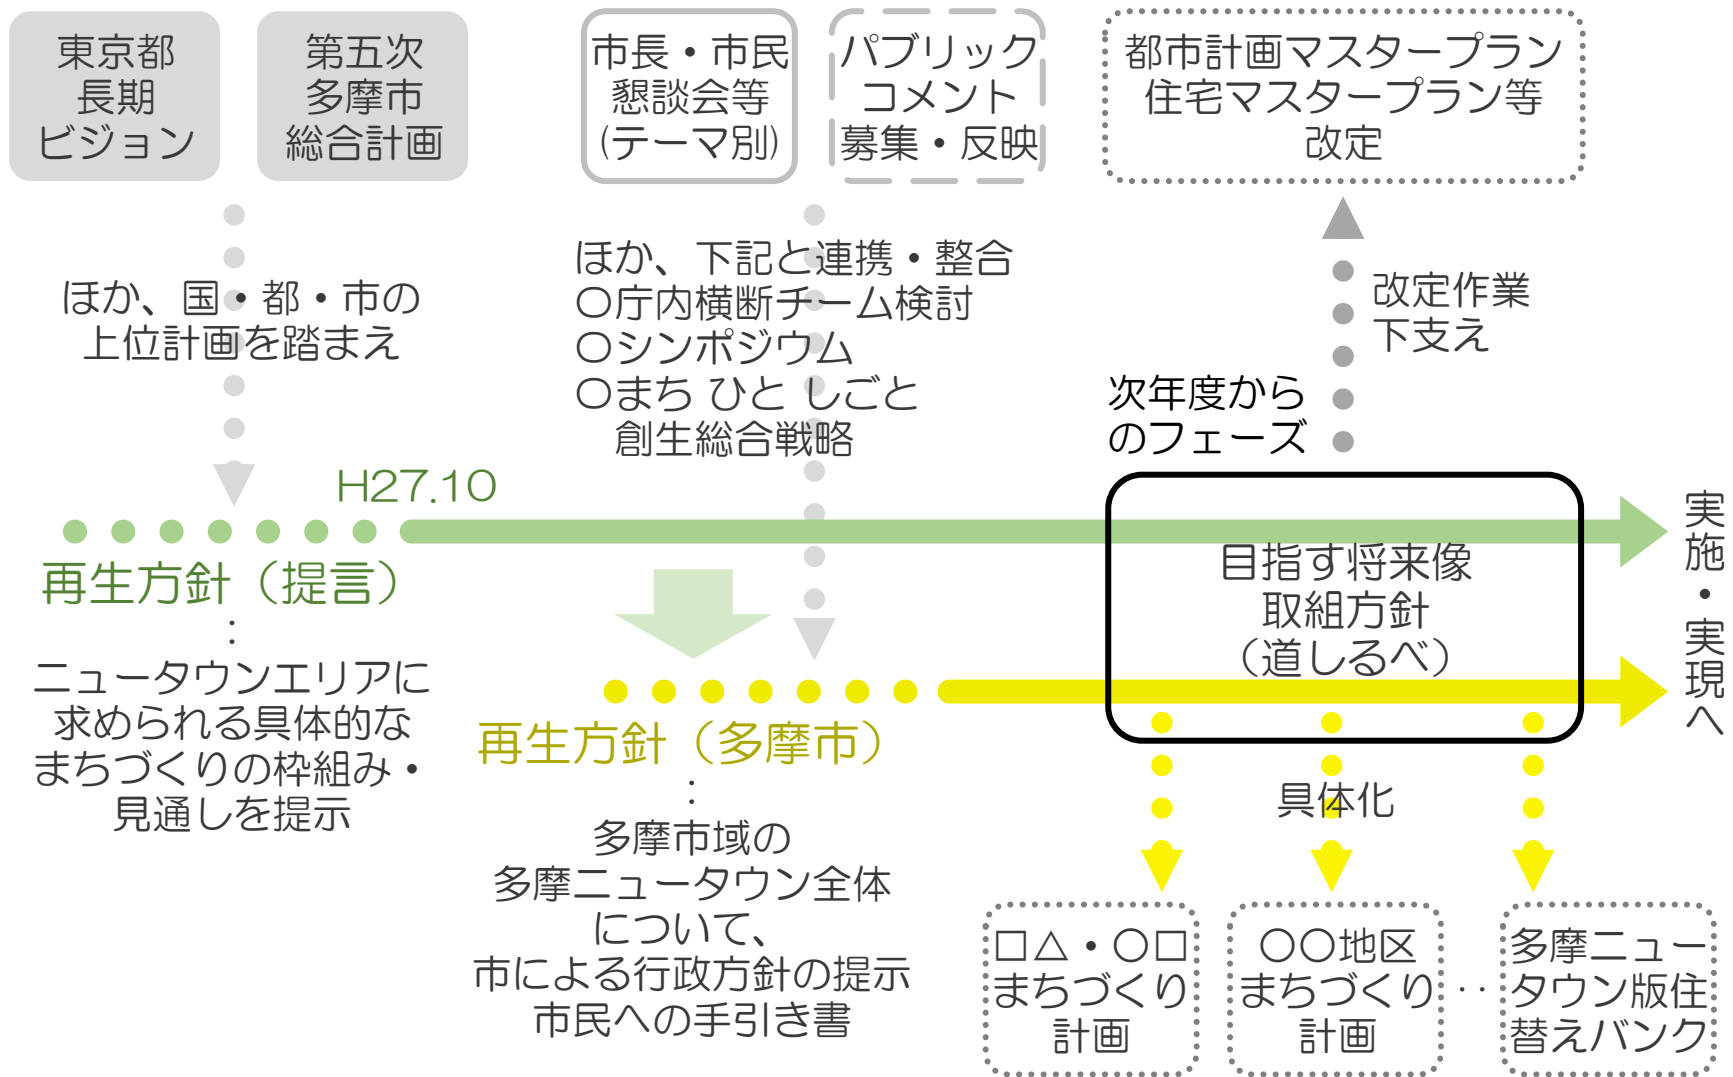 東京都
長期
ビジョン
第五次
多摩市
総合計画
市長・市民
懇談会等
(テーマ別)
パブリック
コメント
募集・反映
都市計画マスタープラン
住宅マスタープラン等
改定
ほか、国・都・市の
上位計画を踏まえ
ほか、下記と連携・整合
○庁内横断チーム検討
○シンポジウム
○まち ひと しごと
創生総合戦略
改定作業
下支え
次年度から
のフェーズ
H27.10
再生方針（提言）
：
ニュータウンエリアに
求められる具体的な
まちづくりの枠組み・
見通しを提示
目指す将来像
取組方針
（道しるべ）
実施・実現へ
再生方針（多摩市）
：
多摩市域の
多摩ニュータウン全体
について、
市による行政方針の提示
市民への手引き書
具体化
□△・○□
まちづくり
計画
○○地区
まちづくり
計画
‥
多摩ニュー
タウン版住
替えバンク